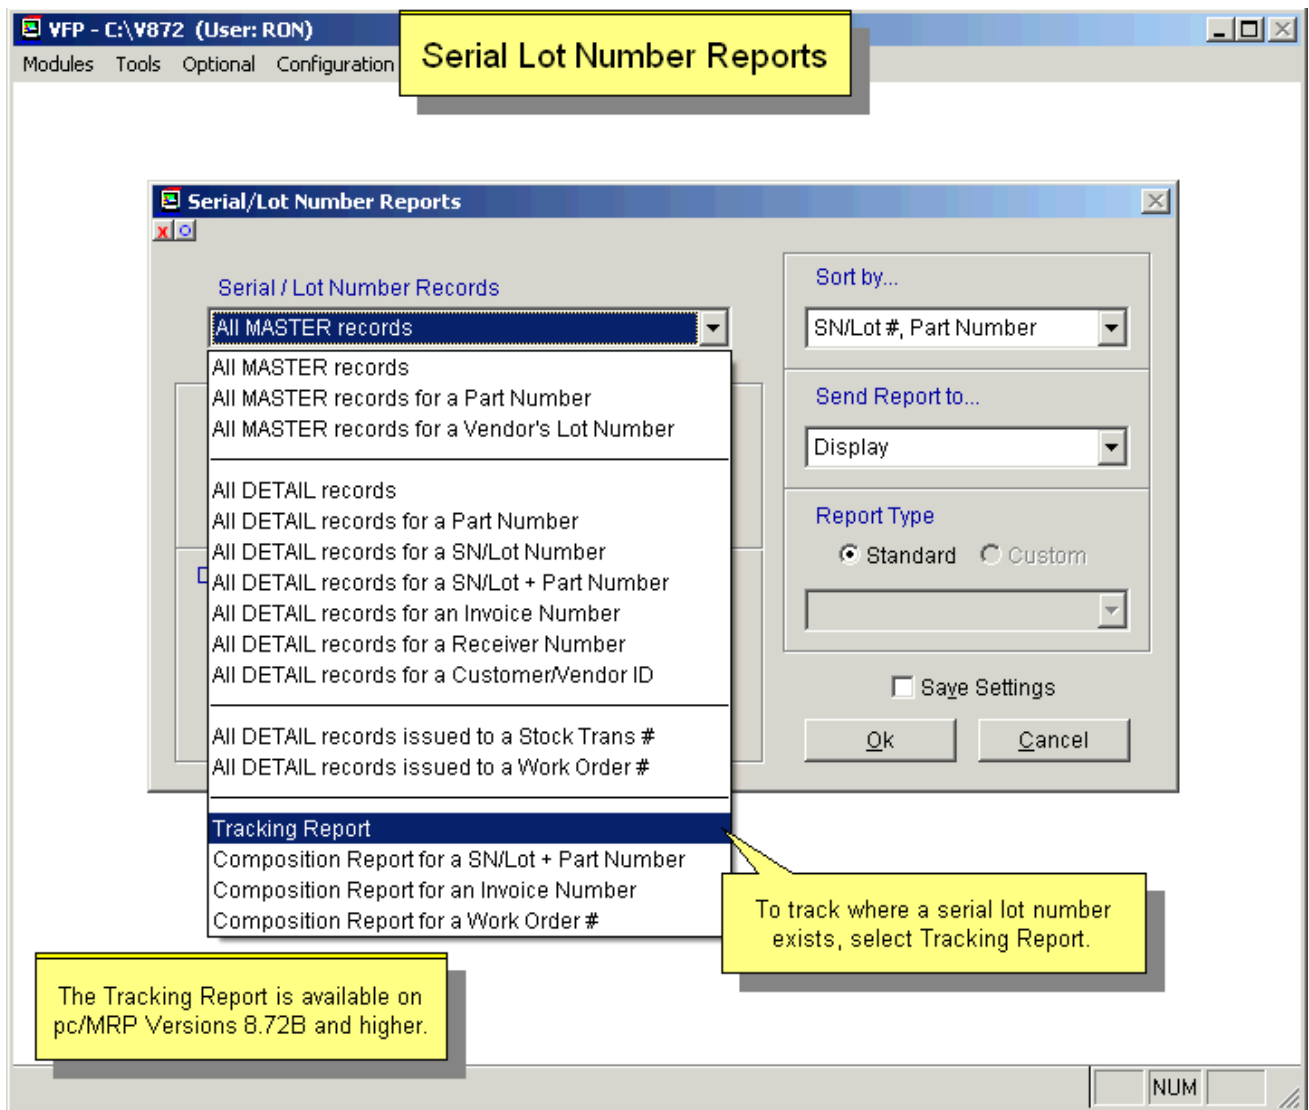 VFP - C:\V872 (User: RON)
Serial Lot Number Reports
Modules Tools Optional Configuration
Serial/Lot Number Reports
X O
Serial / Lot Number Records
All MASTER records
All MASTER records
All MASTER records for a Part Number
All MASTER records for a Vendor's Lot Number
All DETAIL records
All DETAIL records for a Part Number
All DETAIL records for a SN/Lot Number
All DETAIL records for a SN/Lot + Part Number
All DETAIL records for an Invoice Number
All DETAIL records for a Receiver Number
All DETAIL records for a Customer/Vendor ID
All DETAIL records issued to a Stock Trans #
All DETAIL records issued to a Work Order #
Tracking Report
Composition Report for a SN/Lot + Part Number
Composition Report for an Invoice Number
Composition Report for a Work Order #
Sort by...
SN/Lot #, Part Number
Send Report to...
Display
Report Type
Standard Custom
Save Settings
Ok Cancel
To track where a serial lot number
exists, select Tracking Report.
The Tracking Report is available on
pc/MRP Versions 8.72B and higher.
NUM